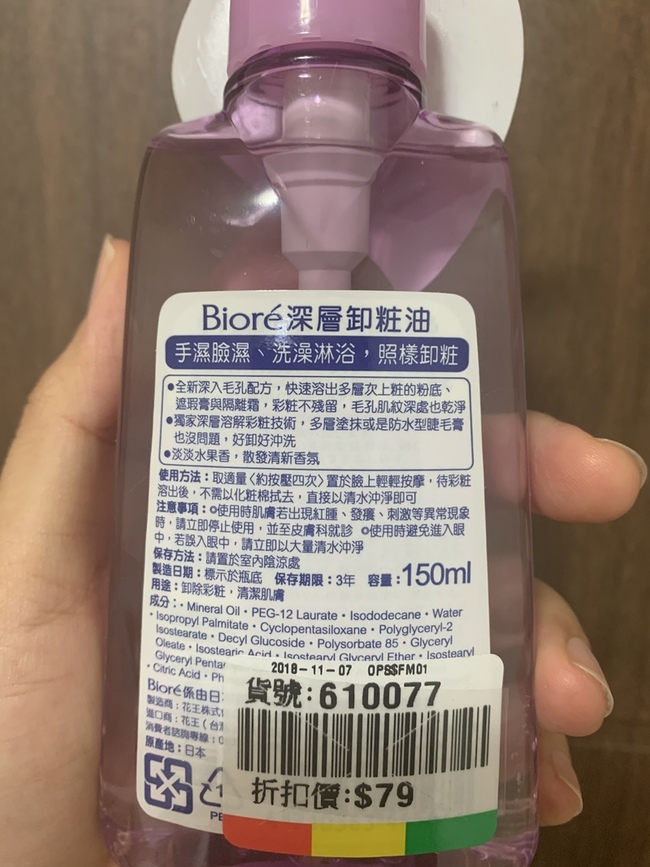 Bioré深層卸粧油
手濕臉濕、洗澡淋浴，照樣卸粧
●全新深入毛孔配方，快速溶出多層次上粧的粉底、
遮瑕膏與隔離霜，彩粧不殘留，毛孔肌紋深處也乾淨
●獨家深層溶解彩粧技術，多層塗抹或是防水型睫毛膏
也沒問題，好卸好沖洗
●淡淡水果香，散發清新香氛
使用方法：取適量〈約按壓四次〉置於臉上輕輕按摩，待彩粧
溶出後，不需以化粧棉拭去，直接以清水沖淨即可
注意事項：◎使用時肌膚若出現紅腫、發癢、刺激等異常現象
時，請立即停止使用，並至皮膚科就診 ◎使用時避免進入眼
中，若誤入眼中，請立即以大量清水沖淨
保存方法：請置於室內陰涼處
製造日期：標示於瓶底 保存期限：3年 容量：150ml
用途：卸除彩粧，清潔肌膚
成分：・Mineral Oil・PEG-12 Laurate・Isododecane・Water
・Isopropyl Palmitate・Cyclopentasiloxane・Polyglyceryl-2
Isostearate・Decyl Glucoside・Polysorbate 85・Glyceryl
Oleate・Isostearic Acid・Isostearyl Glyceryl Ether・Isostearyl
Glyceryl Penta
・Citric Acid・Ph
Bioré係由日
製造商：花王株式
進口商：花王（台
消費者諮詢專線：0
原產地：日本
PE
2018-11-07 OPS$FM01
貨號：610077
折扣價：$79